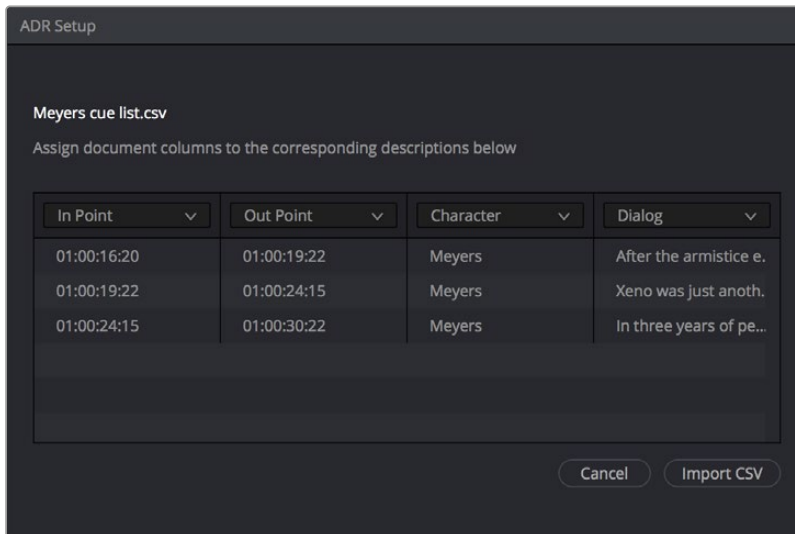 ADR Setup
Meyers cue list.csv
Assign document columns to the corresponding descriptions below
In Point Out Point Character Dialog
01:00:16:20 01:00:19:22 Meyers After the armistice e.
01:00:19:22 01:00:24:15 Meyers Xeno was just anoth.
01:00:24:15 01:00:30:22 Meyers In three years of pe...
Cancel Import CSV